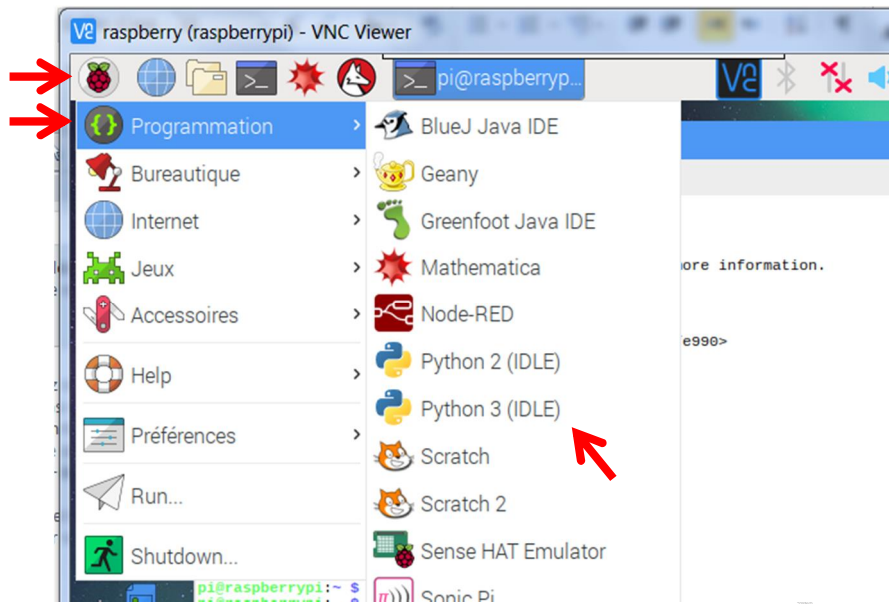 raspberry (raspberrypi) - VNC Viewer
pi@raspberryp...
Programmation
Bureautique
Internet
Jeux
Accessoires
Help
Préférences
Run...
Shutdown...
BlueJ Java IDE
Geany
Greenfoot Java IDE
Mathematica
Node-RED
Python 2 (IDLE)
Python 3 (IDLE)
Scratch
Scratch 2
Sense HAT Emulator
Sonic Pi
ore information.
e990>
pi@raspberrypi:~ $
pi@raspberrypi:~ $